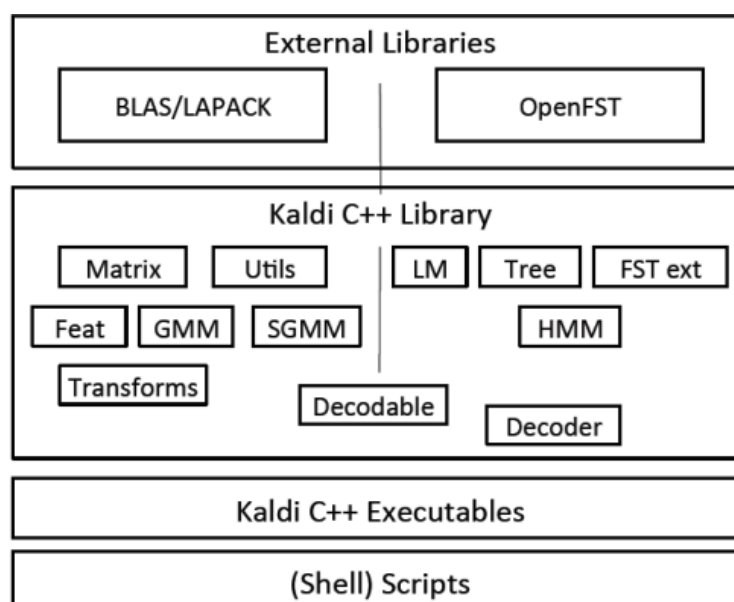 External Libraries
BLAS/LAPACK OpenFST
Kaldi C++ Library
Matrix Utils LM Tree FST ext
Feat GMM SGMM HMM
Transforms
Decodable
Decoder
Kaldi C++ Executables
(Shell) Scripts